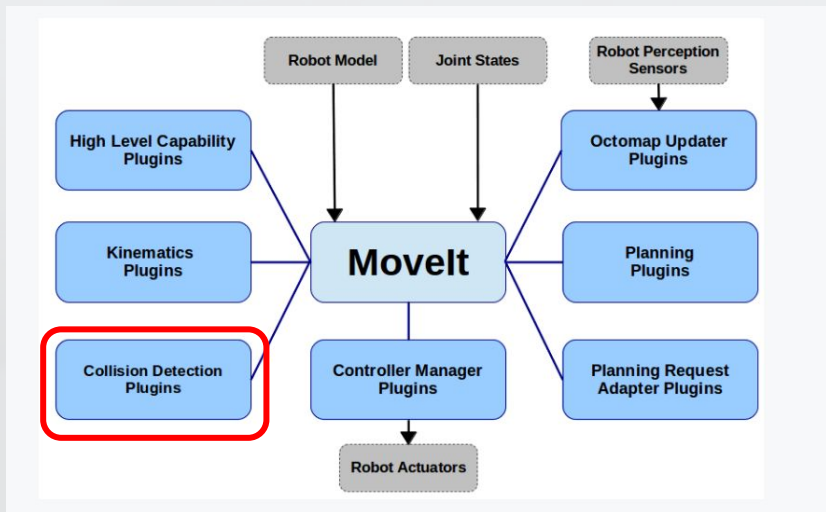 Robot Model
Joint States
Robot Perception
Sensors
High Level Capability
Plugins
Octomap Updater
Plugins
Kinematics
Plugins
MoveIt
Planning
Plugins
Collision Detection
Plugins
Controller Manager
Plugins
Planning Request
Adapter Plugins
Robot Actuators